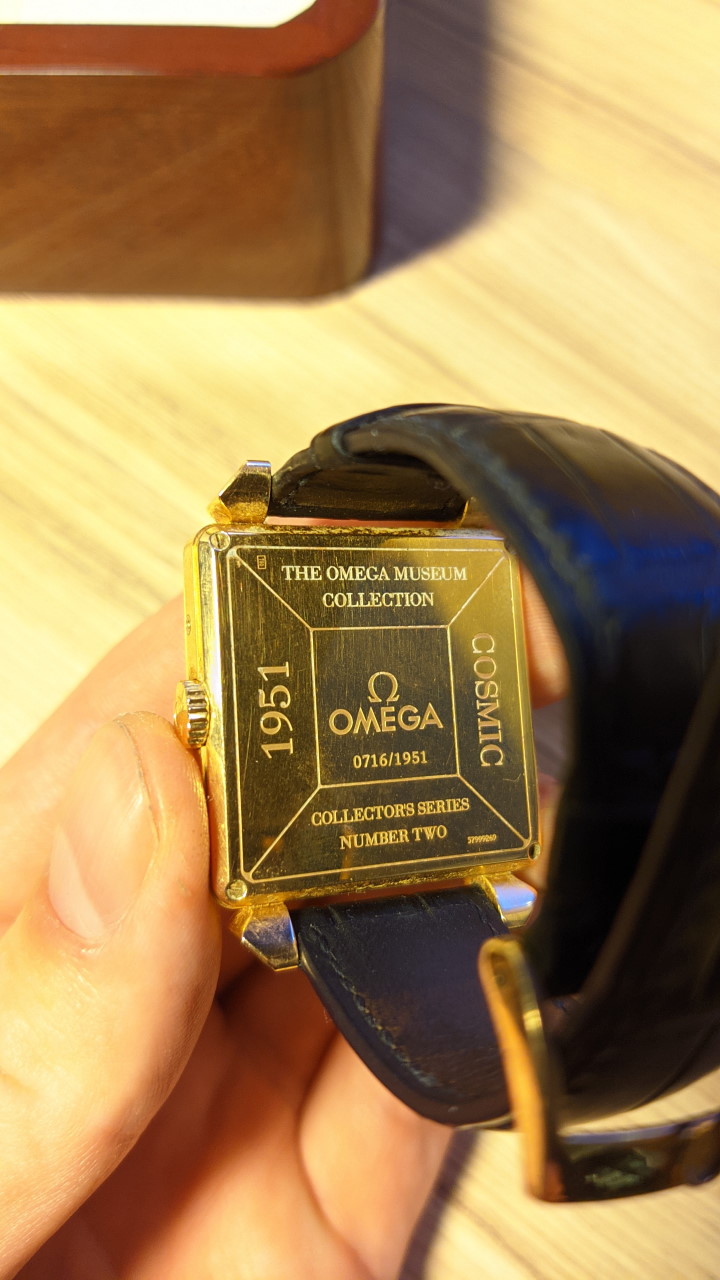 THE OMEGA MUSEUM
COLLECTION
1951
COSMIC
Ω
OMEGA
0716/1951
COLLECTOR'S SERIES
NUMBER TWO